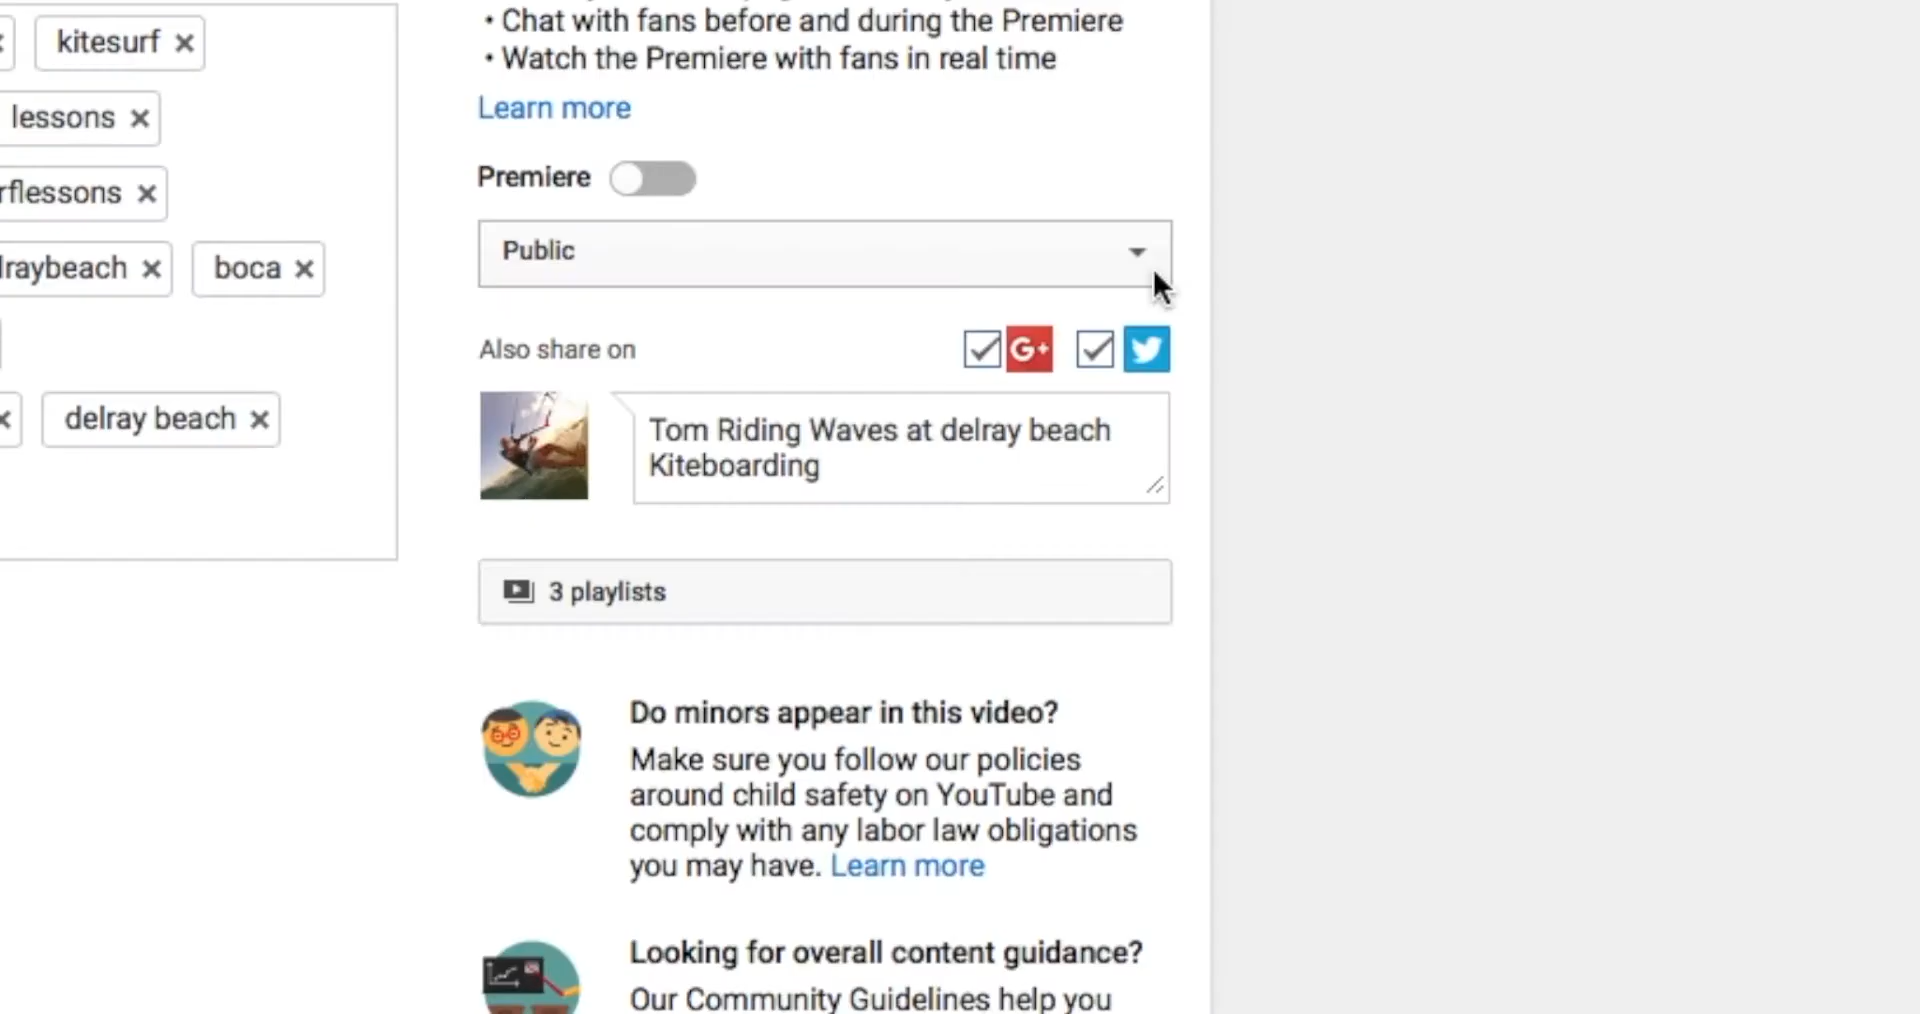 kitesurf
lessons
rflessons
lraybeach
boca
delray beach
• Chat with fans before and during the Premiere
• Watch the Premiere with fans in real time
Learn more
Premiere
Public
Also share on
G+
Tom Riding Waves at delray beach
Kiteboarding
3 playlists
Do minors appear in this video?
Make sure you follow our policies
around child safety on YouTube and
comply with any labor law obligations
you may have. Learn more
Looking for overall content guidance?
Our Community Guidelines help you